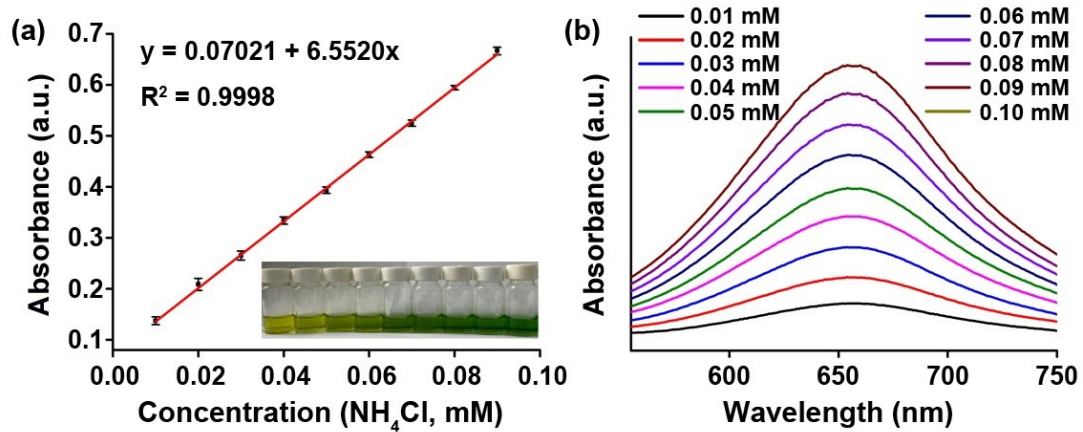 (a)
y = 0.07021 + 6.5520x
R² = 0.9998
Absorbance (a.u.)
0.7
0.6
0.5
0.4
0.3
0.2
0.1
0.00 0.02 0.04 0.06 0.08 0.10
Concentration (NH₄Cl, mM)
(b)
0.01 mM
0.02 mM
0.03 mM
0.04 mM
0.05 mM
0.06 mM
0.07 mM
0.08 mM
0.09 mM
0.10 mM
Absorbance (a.u.)
600 650 700 750
Wavelength (nm)